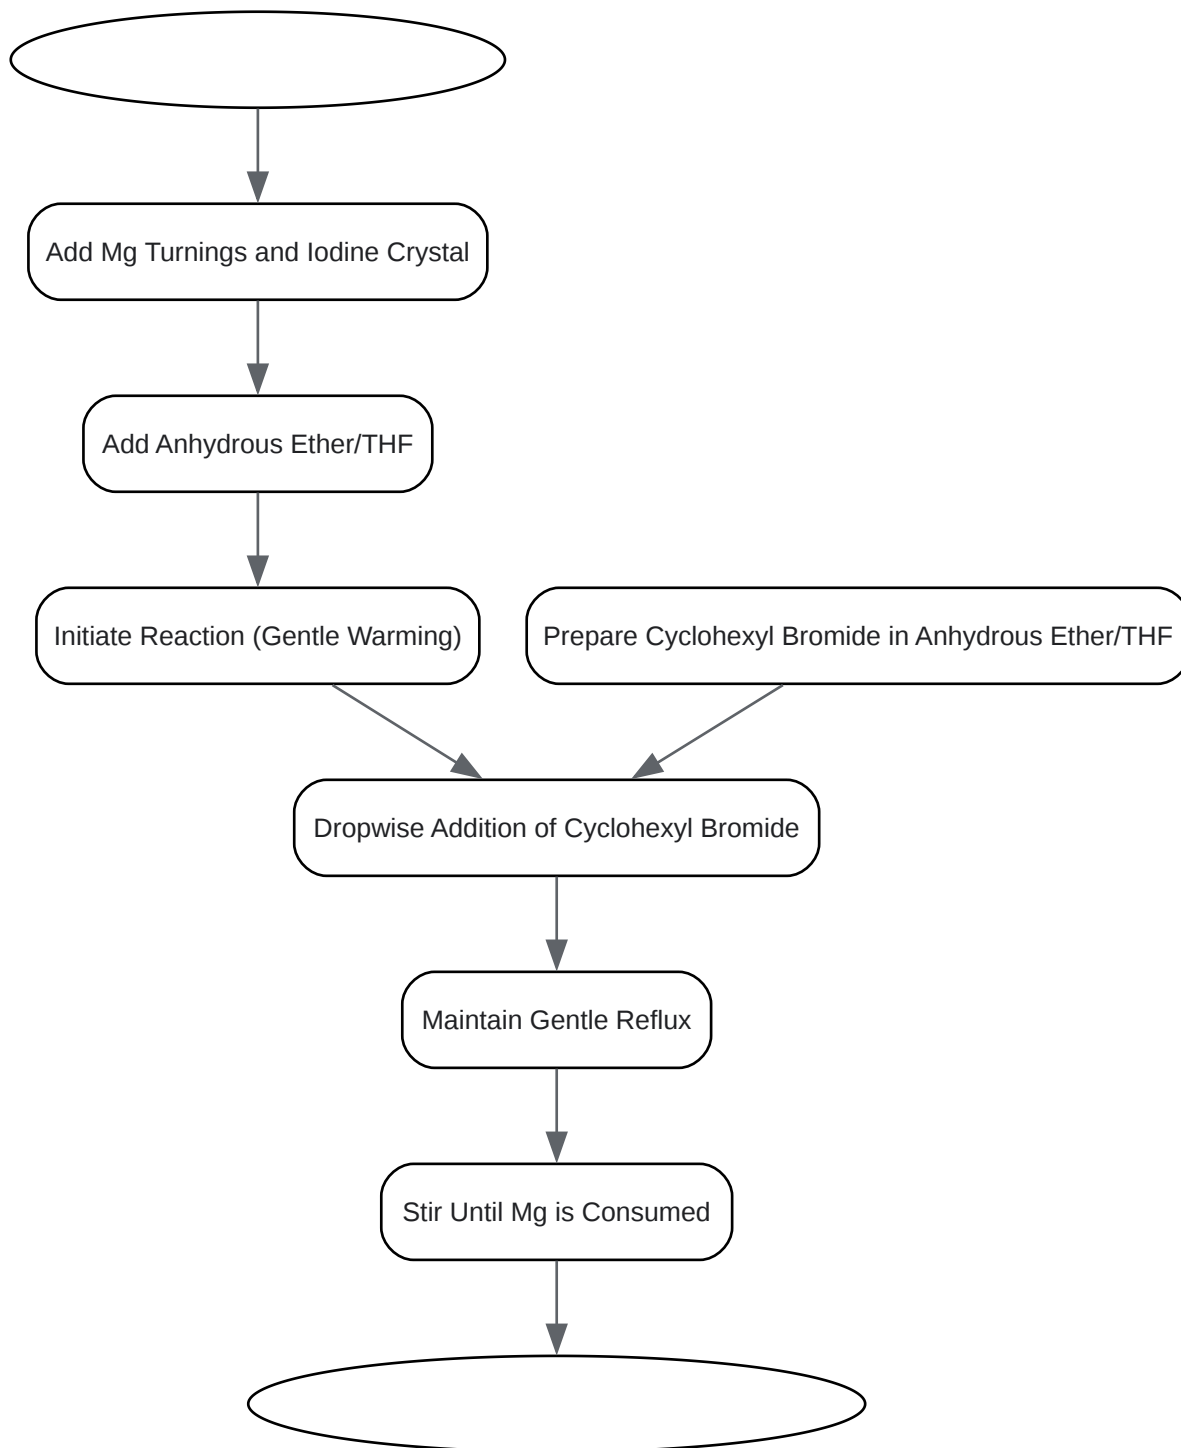 Add Mg Turnings and Iodine Crystal
Add Anhydrous Ether/THF
Initiate Reaction (Gentle Warming)
Prepare Cyclohexyl Bromide in Anhydrous Ether/THF
Dropwise Addition of Cyclohexyl Bromide
Maintain Gentle Reflux
Stir Until Mg is Consumed